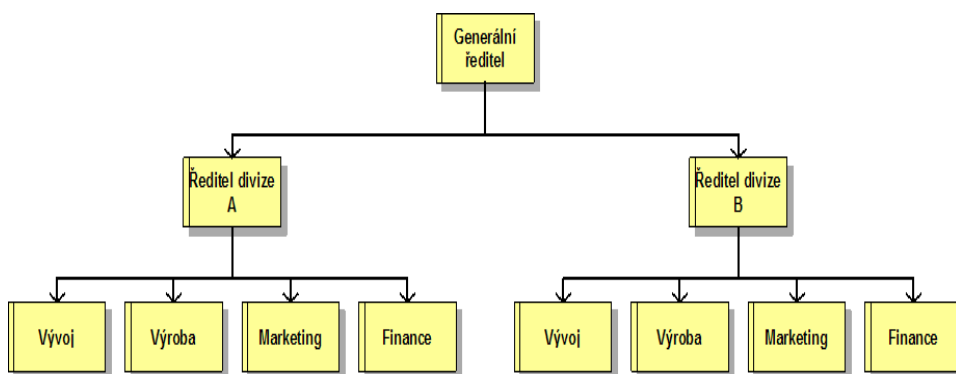 Generální
ředitel
Ředitel divize
A
Ředitel divize
B
Vývoj
Výroba
Marketing
Finance
Vývoj
Výroba
Marketing
Finance